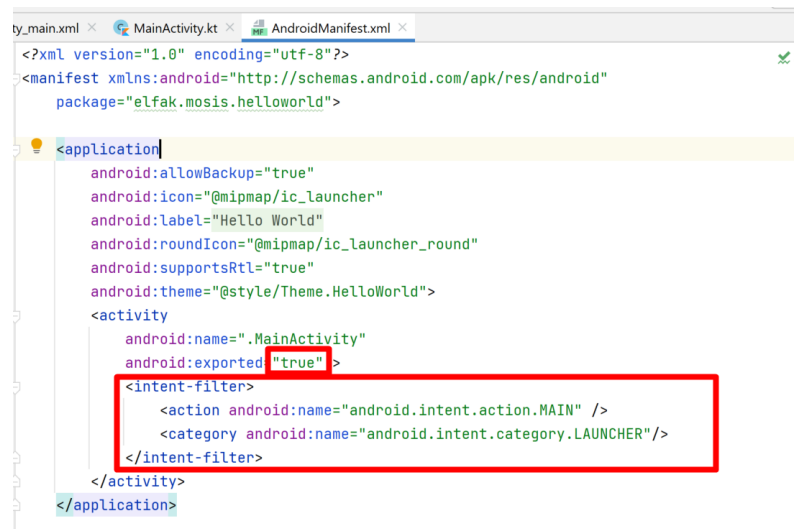 ty_main.xml MainActivity.kt MF AndroidManifest.xml
<?xml version="1.0" encoding="utf-8"?>
<manifest xmlns:android="http://schemas.android.com/apk/res/android"
package="elfak.mosis.helloworld">
<application
android:allowBackup="true"
android:icon="@mipmap/ic_launcher"
android:label="Hello World"
android:roundIcon="@mipmap/ic_launcher_round"
android:supportsRtl="true"
android:theme="@style/Theme.HelloWorld">
<activity
android:name=".MainActivity"
android:exported="true">
<intent-filter>
<action android:name="android.intent.action.MAIN" />
<category android:name="android.intent.category.LAUNCHER"/>
</intent-filter>
</activity>
</application>